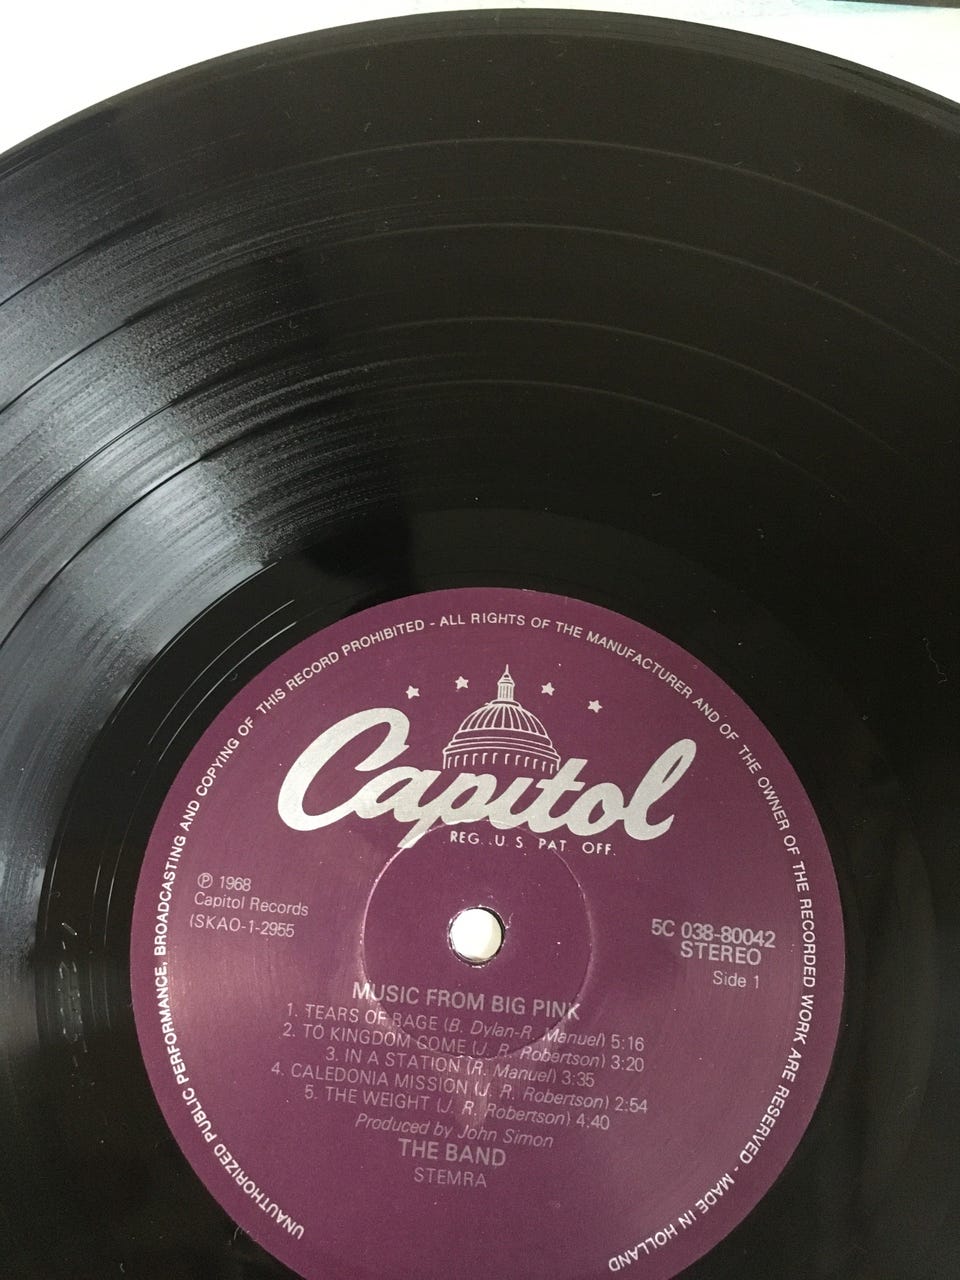 UNAUTHORIZED PUBLIC PERFORMANCE, BROADCASTING AND COPYING OF THIS RECORD PROHIBITED - ALL RIGHTS OF THE MANUFACTURER AND OF THE OWNER OF THE RECORDED WORK ARE RESERVED - MADE IN HOLLAND
Capitol
REG. U.S. PAT. OFF.
℗ 1968
Capitol Records
(SKAO-1-2955
5C 038-80042
STEREO
Side 1
MUSIC FROM BIG PINK
1. TEARS OF RAGE (B. Dylan-R. Manuel) 5:16
2. TO KINGDOM COME (J. R. Robertson) 3:20
3. IN A STATION (R. Manuel) 3:35
4. CALEDONIA MISSION (J. R. Robertson) 2:54
5. THE WEIGHT (J. R. Robertson) 4.40
Produced by John Simon
THE BAND
STEMRA